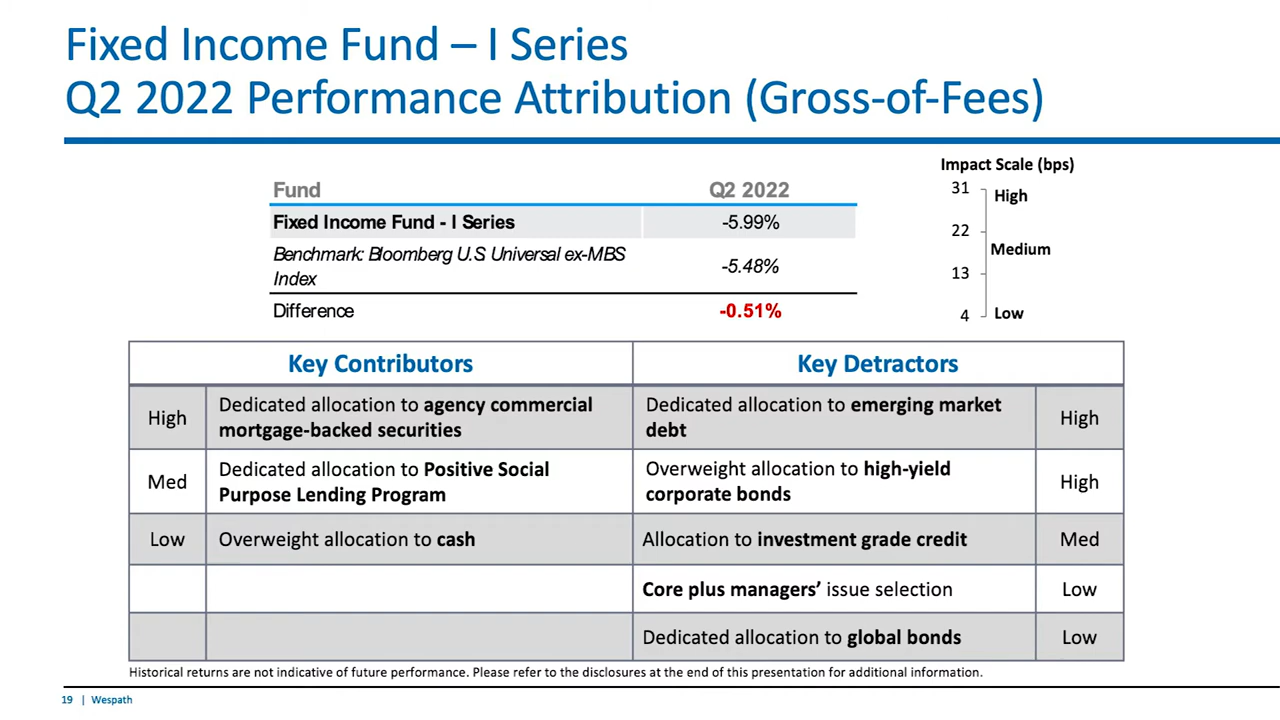 Fixed Income Fund – I Series
Q2 2022 Performance Attribution (Gross-of-Fees)
Fund Q2 2022
Fixed Income Fund - I Series -5.99%
Benchmark: Bloomberg U.S. Universal ex-MBS
Index -5.48%
Difference -0.51%
Impact Scale (bps)
31 High
22
Medium
13
4 Low
Key Contributors Key Detractors
High
Dedicated allocation to agency commercial
mortgage-backed securities
Dedicated allocation to emerging market
debt
High
Med
Dedicated allocation to Positive Social
Purpose Lending Program
Overweight allocation to high-yield
corporate bonds
High
Low Overweight allocation to cash Allocation to investment grade credit Med
Core plus managers’ issue selection Low
Dedicated allocation to global bonds Low
Historical returns are not indicative of future performance. Please refer to the disclosures at the end of this presentation for additional information.
19 | Wespath